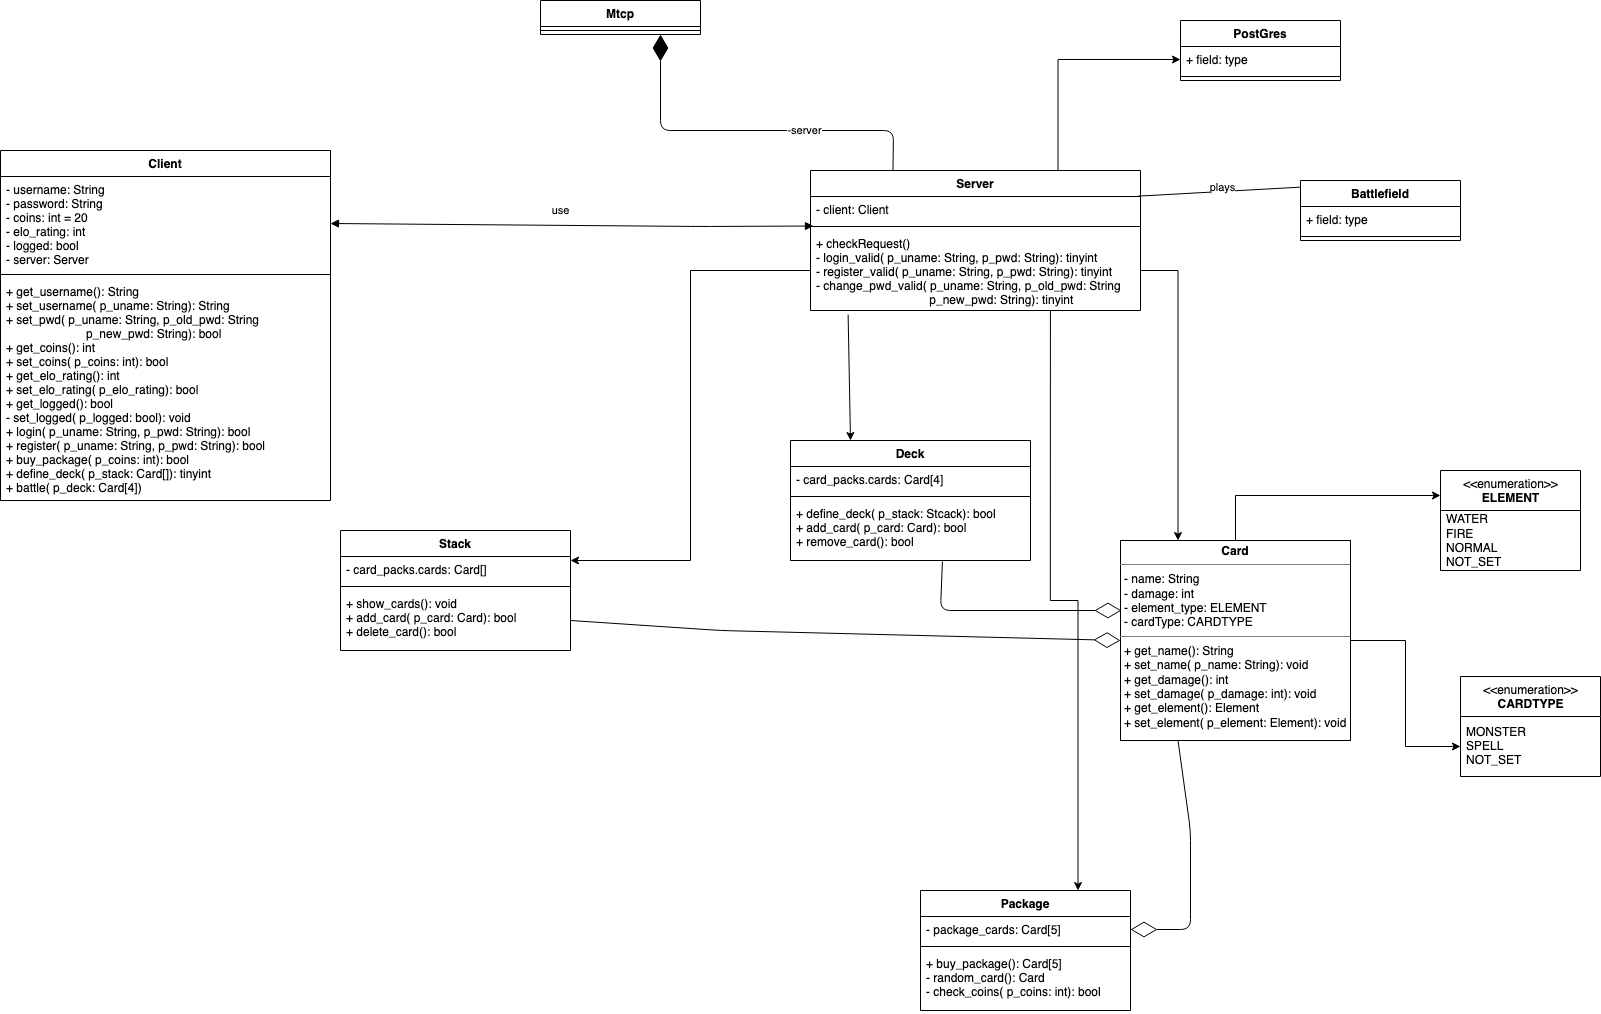 Mtcp
PostGres
+ field: type
-server
Client
- username: String
- password: String
- coins: int = 20
- elo_rating: int
- logged: bool
- server: Server
+ get_username(): String
+ set_username( p_uname: String): String
+ set_pwd( p_uname: String, p_old_pwd: String
p_new_pwd: String): bool
+ get_coins(): int
+ set_coins( p_coins: int): bool
+ get_elo_rating(): int
+ set_elo_rating( p_elo_rating): bool
+ get_logged(): bool
- set_logged( p_logged: bool): void
+ login( p_uname: String, p_pwd: String): bool
+ register( p_uname: String, p_pwd: String): bool
+ buy_package( p_coins: int): bool
+ define_deck( p_stack: Card[]): tinyint
+ battle( p_deck: Card[4])
use
Server
- client: Client
+ checkRequest()
- login_valid( p_uname: String, p_pwd: String): tinyint
- register_valid( p_uname: String, p_pwd: String): tinyint
- change_pwd_valid( p_uname: String, p_old_pwd: String
p_new_pwd: String): tinyint
plays
Battlefield
+ field: type
Deck
- card_packs.cards: Card[4]
+ define_deck( p_stack: Stcack): bool
+ add_card( p_card: Card): bool
+ remove_card(): bool
Stack
- card_packs.cards: Card[]
+ show_cards(): void
+ add_card( p_card: Card): bool
+ delete_card(): bool
Card
- name: String
- damage: int
- element_type: ELEMENT
- cardType: CARDTYPE
+ get_name(): String
+ set_name( p_name: String): void
+ get_damage(): int
+ set_damage( p_damage: int): void
+ get_element(): Element
+ set_element( p_element: Element): void
<<enumeration>>
ELEMENT
WATER
FIRE
NORMAL
NOT_SET
<<enumeration>>
CARDTYPE
MONSTER
SPELL
NOT_SET
Package
- package_cards: Card[5]
+ buy_package(): Card[5]
- random_card(): Card
- check_coins( p_coins: int): bool